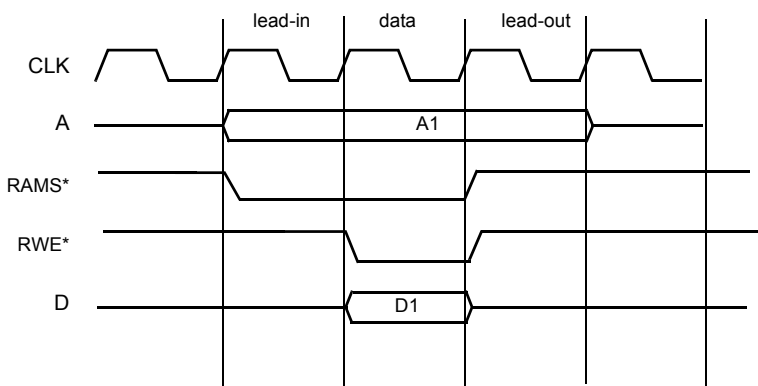 lead-in data lead-out
CLK
A A1
RAMS*
RWE*
D D1